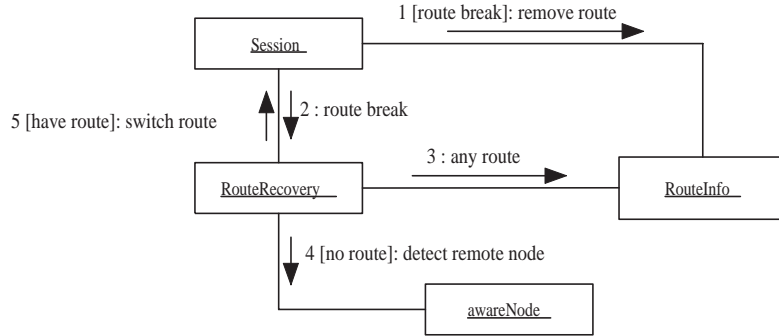 1 [route break]: remove route
Session
5 [have route]: switch route
2 : route break
3 : any route
RouteRecovery
RouteInfo
4 [no route]: detect remote node
awareNode